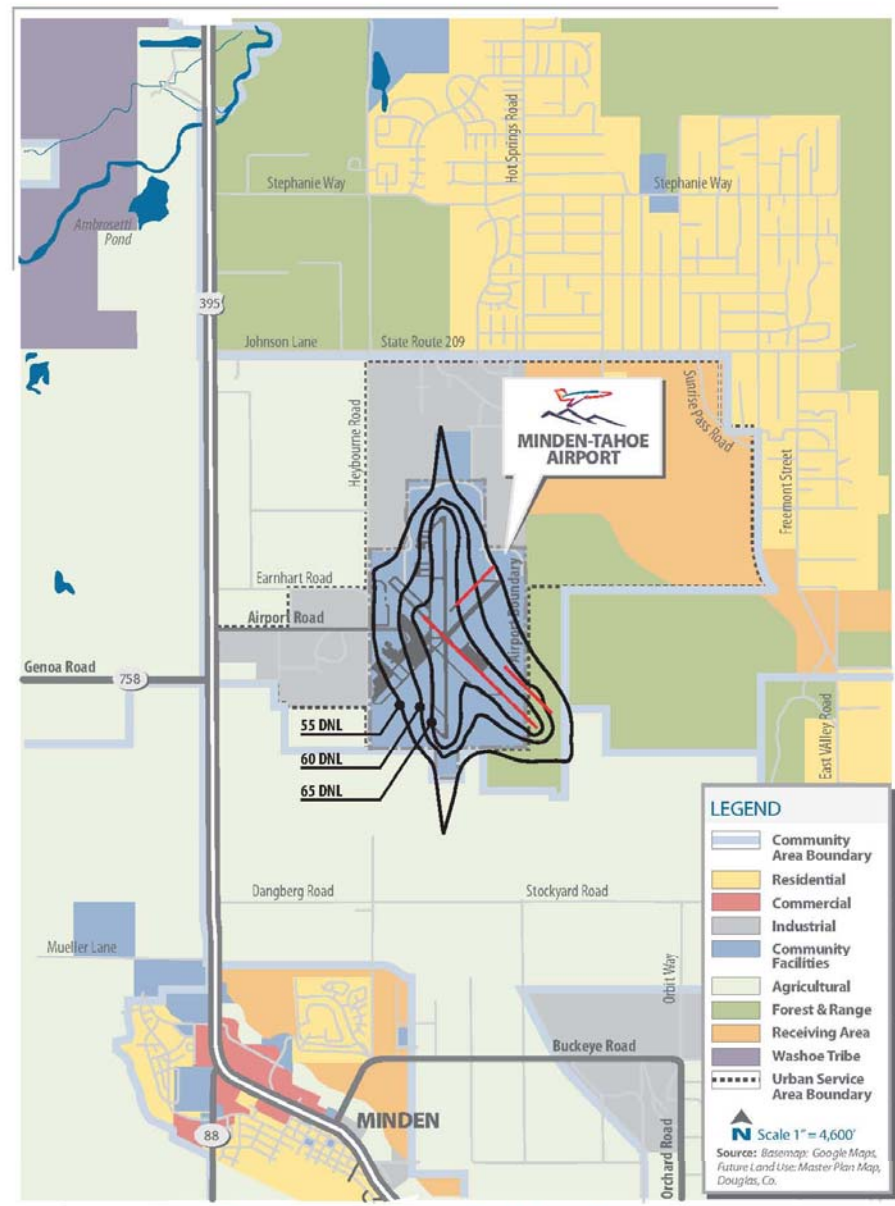 Hot Springs Road
Stephanie Way
Stephanie Way
Ambrosetti
Pond
395
Johnson Lane
State Route 209
Heybourne Road
Sunrise Pass Road
MINDEN-TAHOE
AIRPORT
Freemont Street
Earnhart Road
Airport Road
Airport Boundary
Genoa Road
758
55 DNL
60 DNL
65 DNL
East VAlley Road
Dangberg Road
Stockyard Road
Mueller Lane
Orbit Way
Buckeye Road
MINDEN
88
Orchard Road
LEGEND
Community
Area Boundary
Residential
Commercial
Industrial
Community
Facilities
Agricultural
Forest & Range
Receiving Area
Washoe Tribe
Urban Service
Area Boundary
N Scale 1" = 4,600'
Source: Basemap: Google Maps,
Future Land Use: Master Plan Map,
Douglas, Co.